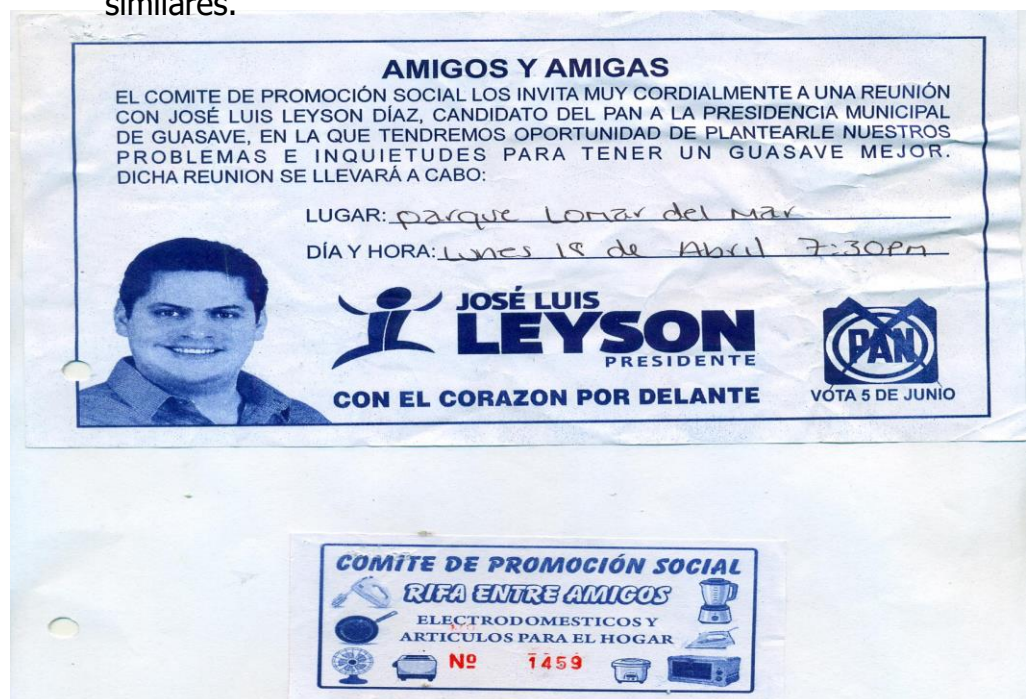 similares.
AMIGOS Y AMIGAS
EL COMITE DE PROMOCIÓN SOCIAL LOS INVITA MUY CORDIALMENTE A UNA REUNIÓN
CON JOSÉ LUIS LEYSON DÍAZ, CANDIDATO DEL PAN A LA PRESIDENCIA MUNICIPAL
DE GUASAVE, EN LA QUE TENDREMOS OPORTUNIDAD DE PLANTEARLE NUESTROS
PROBLEMAS E INQUIETUDES PARA TENER UN GUASAVE MEJOR.
DICHA REUNION SE LLEVARÁ A CABO:
LUGAR: parque Lomar del Mar
DÍA Y HORA: Lunes 18 de Abril 7:30PM
JOSÉ LUIS
LEYSON
PRESIDENTE
CON EL CORAZON POR DELANTE
PAN
VOTA 5 DE JUNIO
COMITE DE PROMOCIÓN SOCIAL
RIFA ENTRE AMIGOS
ELECTRODOMESTICOS Y
ARTICULOS PARA EL HOGAR
Nº 1459